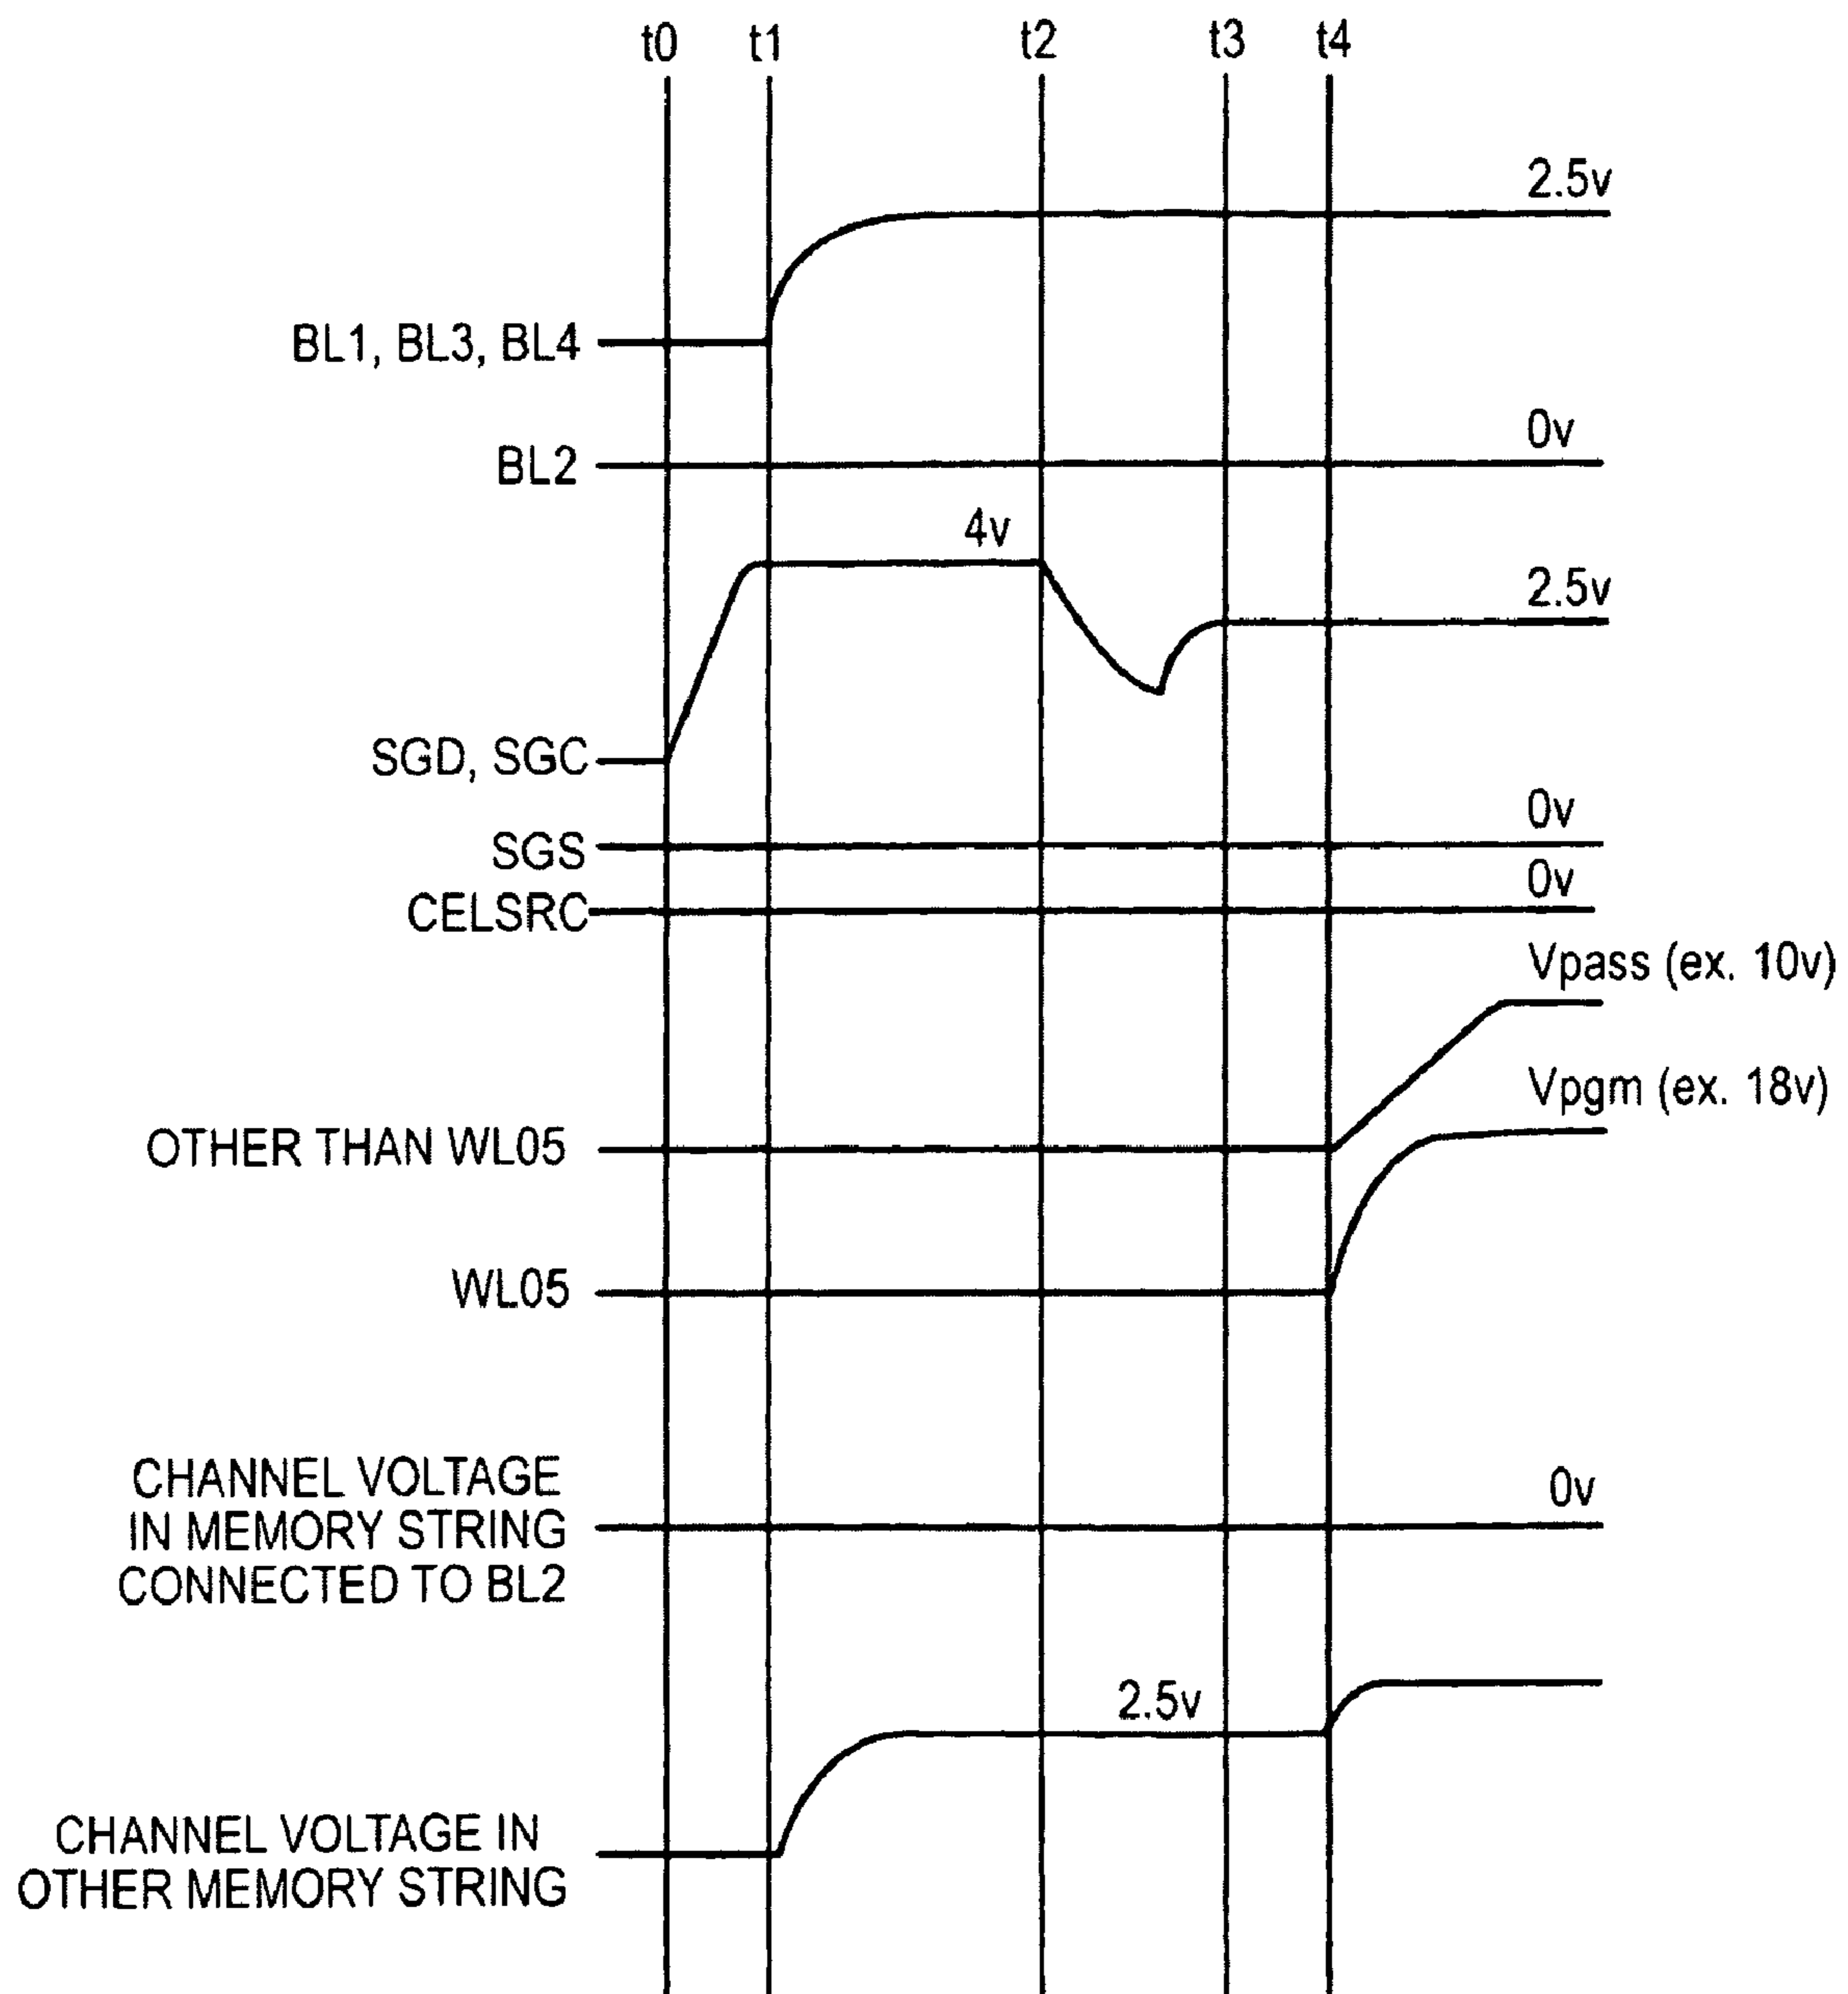 t0 t1 t2 t3 t4
2.5v
BL1, BL3, BL4
0v
BL2
4v
2.5v
SGD, SGC
0v
SGS
0v
CELSRC
Vpass (ex. 10v)
Vpgm (ex. 18v)
OTHER THAN WL05
WL05
CHANNEL VOLTAGE
IN MEMORY STRING
CONNECTED TO BL2
0v
2.5v
CHANNEL VOLTAGE IN
OTHER MEMORY STRING